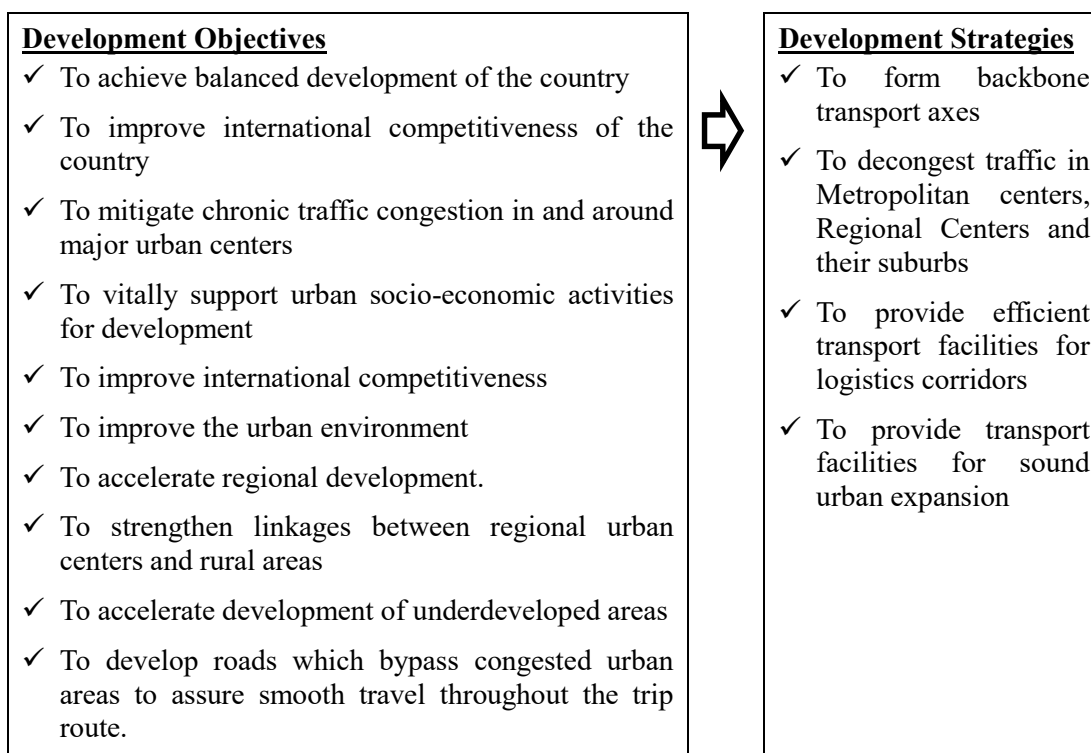 Development Objectives
✓ To achieve balanced development of the country
✓ To improve international competitiveness of the
country
✓ To mitigate chronic traffic congestion in and around
major urban centers
✓ To vitally support urban socio-economic activities
for development
✓ To improve international competitiveness
✓ To improve the urban environment
✓ To accelerate regional development.
✓ To strengthen linkages between regional urban
centers and rural areas
✓ To accelerate development of underdeveloped areas
✓ To develop roads which bypass congested urban
areas to assure smooth travel throughout the trip
route.
Development Strategies
✓ To form backbone
transport axes
✓ To decongest traffic in
Metropolitan centers,
Regional Centers and
their suburbs
✓ To provide efficient
transport facilities for
logistics corridors
✓ To provide transport
facilities for sound
urban expansion